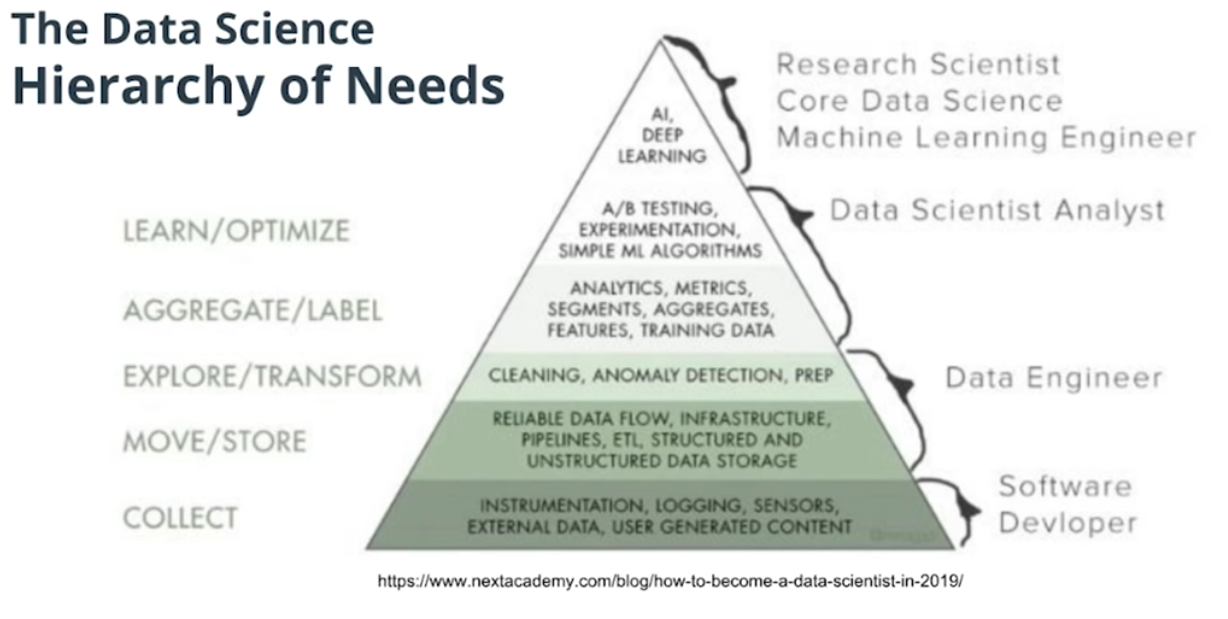 The Data Science
Hierarchy of Needs
Research Scientist
Core Data Science
Machine Learning Engineer
AI,
DEEP
LEARNING
LEARN/OPTIMIZE
A/B TESTING,
EXPERIMENTATION,
SIMPLE ML ALGORITHMS
Data Scientist Analyst
AGGREGATE/LABEL
ANALYTICS, METRICS,
SEGMENTS, AGGREGATES,
FEATURES, TRAINING DATA
EXPLORE/TRANSFORM
CLEANING, ANOMALY DETECTION, PREP
Data Engineer
MOVE/STORE
RELIABLE DATA FLOW, INFRASTRUCTURE,
PIPELINES, ETL, STRUCTURED AND
UNSTRUCTURED DATA STORAGE
COLLECT
INSTRUMENTATION, LOGGING, SENSORS,
EXTERNAL DATA, USER GENERATED CONTENT
Software
Devloper
https://www.nextacademy.com/blog/how-to-become-a-data-scientist-in-2019/